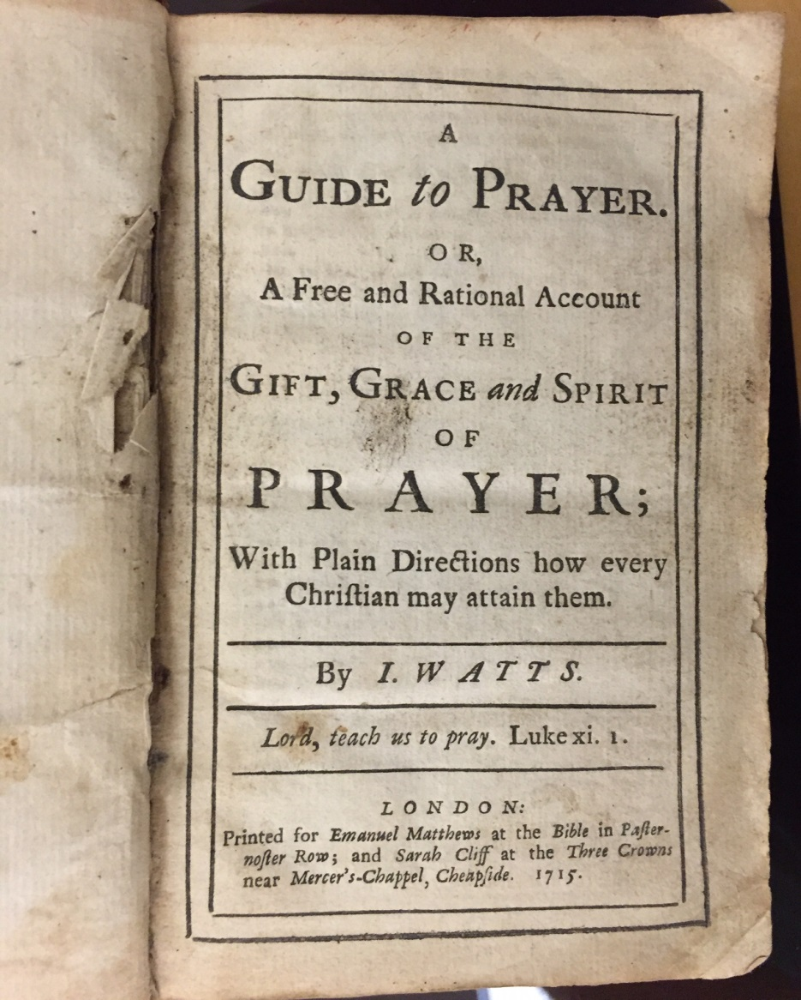 A
GUIDE to PRAYER.
OR,
A Free and Rational Account
OF THE
GIFT, GRACE and SPIRIT
OF
PRAYER;
With Plain Directions how every
Chriſtian may attain them.
By I. WATTS.
Lord, teach us to pray. Luke xi. 1.
LONDON:
Printed for Emanuel Matthews at the Bible in Paſter-
noſter Row; and Sarah Cliff at the Three Crowns
near Mercer's-Chappel, Cheapſide. 1715.